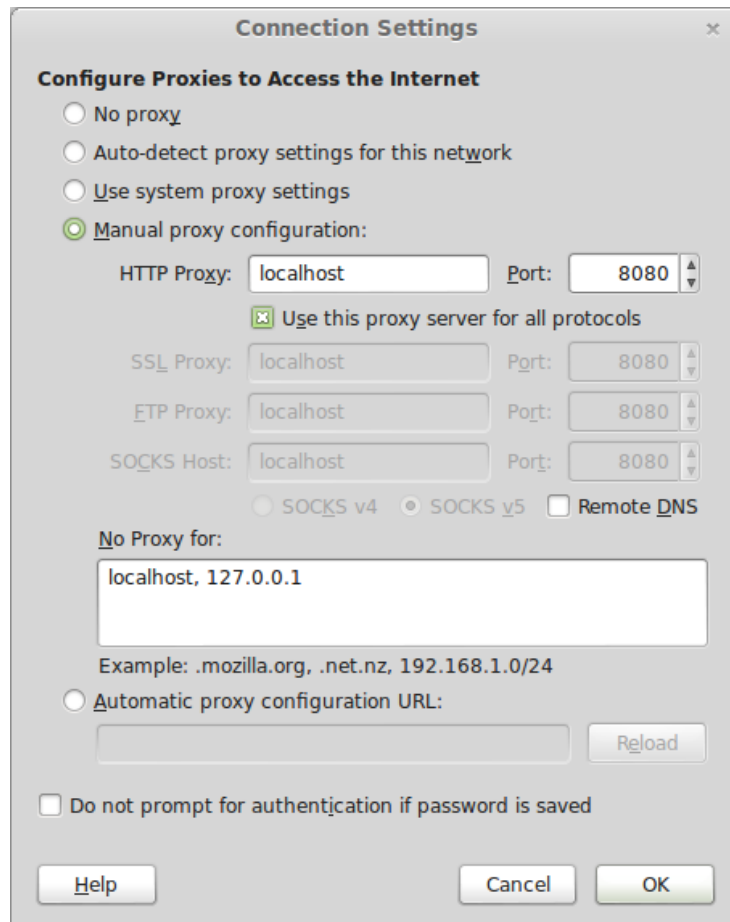 Connection Settings
Configure Proxies to Access the Internet
No proxy
Auto-detect proxy settings for this network
Use system proxy settings
Manual proxy configuration:
HTTP Proxy: localhost Port: 8080
Use this proxy server for all protocols
SSL Proxy: localhost Port: 8080
FTP Proxy: localhost Port: 8080
SOCKS Host: localhost Port: 8080
SOCKS v4 SOCKS v5 Remote DNS
No Proxy for:
localhost, 127.0.0.1
Example: .mozilla.org, .net.nz, 192.168.1.0/24
Automatic proxy configuration URL:
Reload
Do not prompt for authentication if password is saved
Help Cancel OK